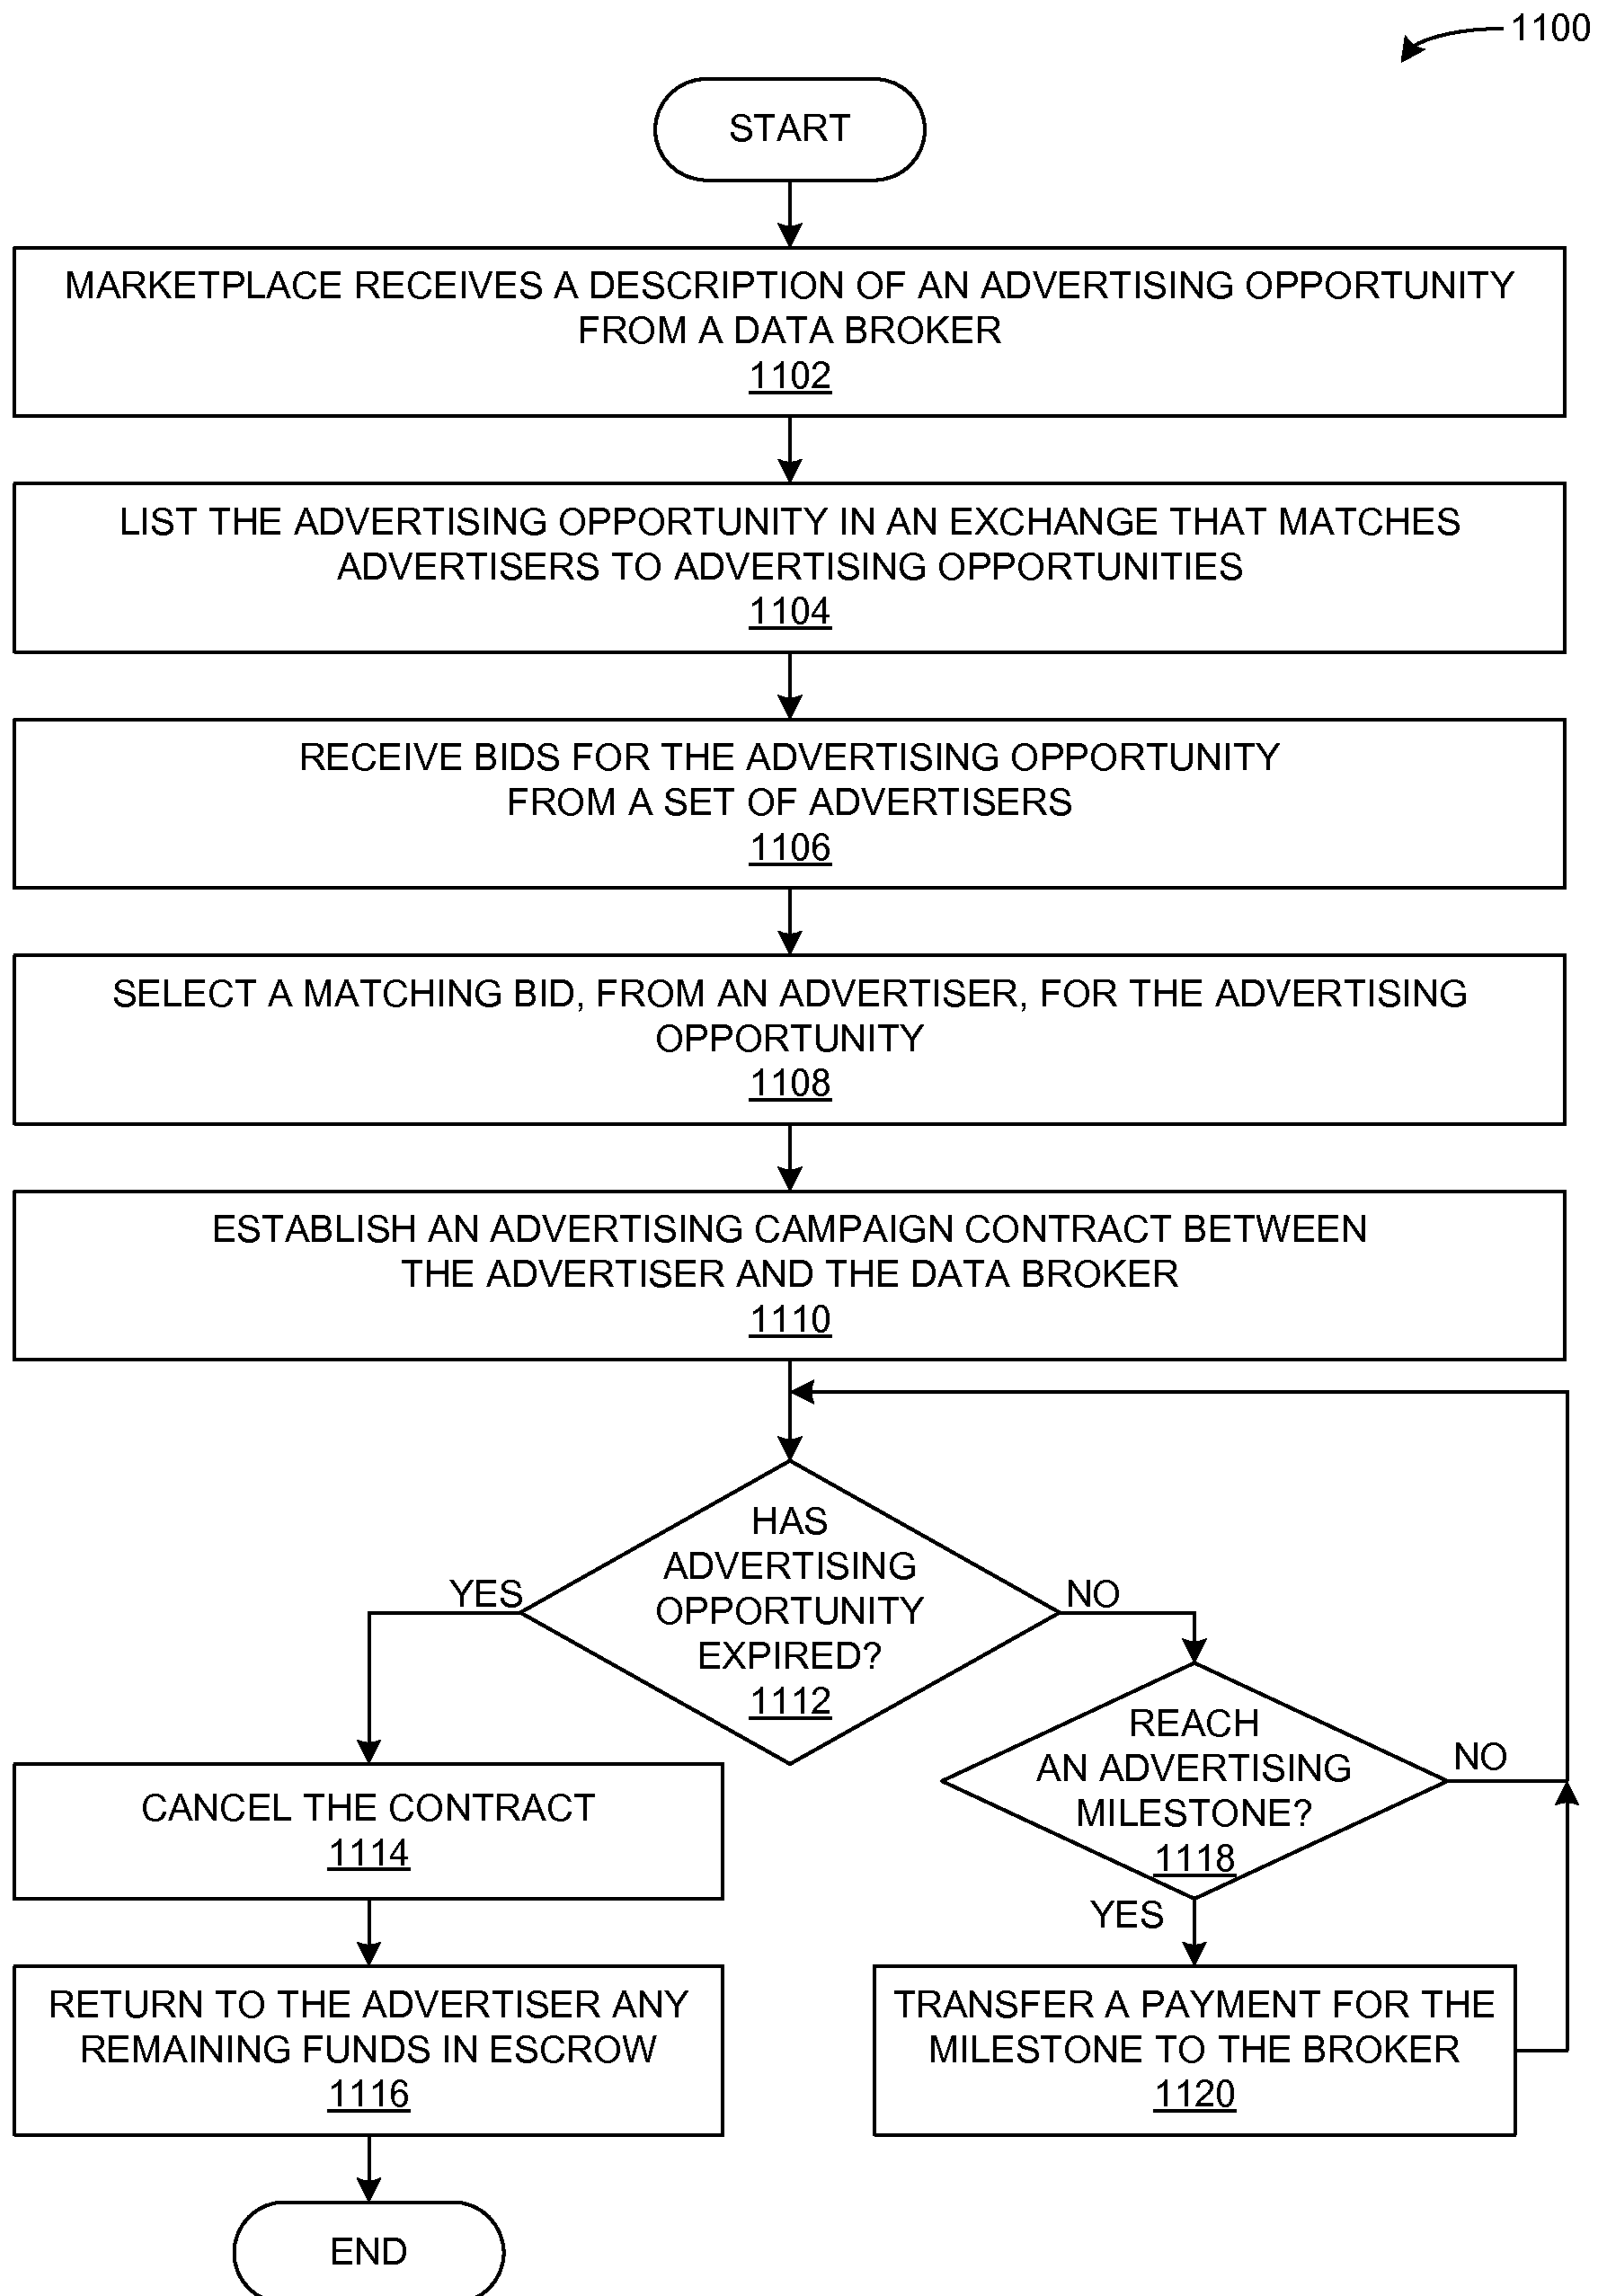 1100
START
MARKETPLACE RECEIVES A DESCRIPTION OF AN ADVERTISING OPPORTUNITY
FROM A DATA BROKER
1102
LIST THE ADVERTISING OPPORTUNITY IN AN EXCHANGE THAT MATCHES
ADVERTISERS TO ADVERTISING OPPORTUNITIES
1104
RECEIVE BIDS FOR THE ADVERTISING OPPORTUNITY
FROM A SET OF ADVERTISERS
1106
SELECT A MATCHING BID, FROM AN ADVERTISER, FOR THE ADVERTISING
OPPORTUNITY
1108
ESTABLISH AN ADVERTISING CAMPAIGN CONTRACT BETWEEN
THE ADVERTISER AND THE DATA BROKER
1110
HAS
ADVERTISING
OPPORTUNITY
EXPIRED?
1112
YES
NO
CANCEL THE CONTRACT
1114
RETURN TO THE ADVERTISER ANY
REMAINING FUNDS IN ESCROW
1116
END
REACH
AN ADVERTISING
MILESTONE?
1118
NO
YES
TRANSFER A PAYMENT FOR THE
MILESTONE TO THE BROKER
1120